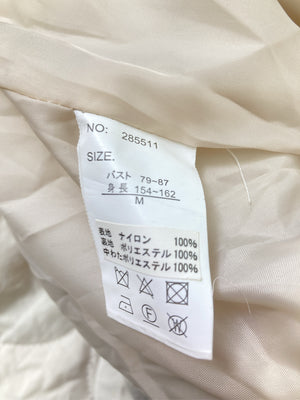 NO: 285511
SIZE.
バスト 79~87
身長 154~162
M
表地 ナイロン 100%
裏地 ポリエステル 100%
中わた ポリエステル 100%